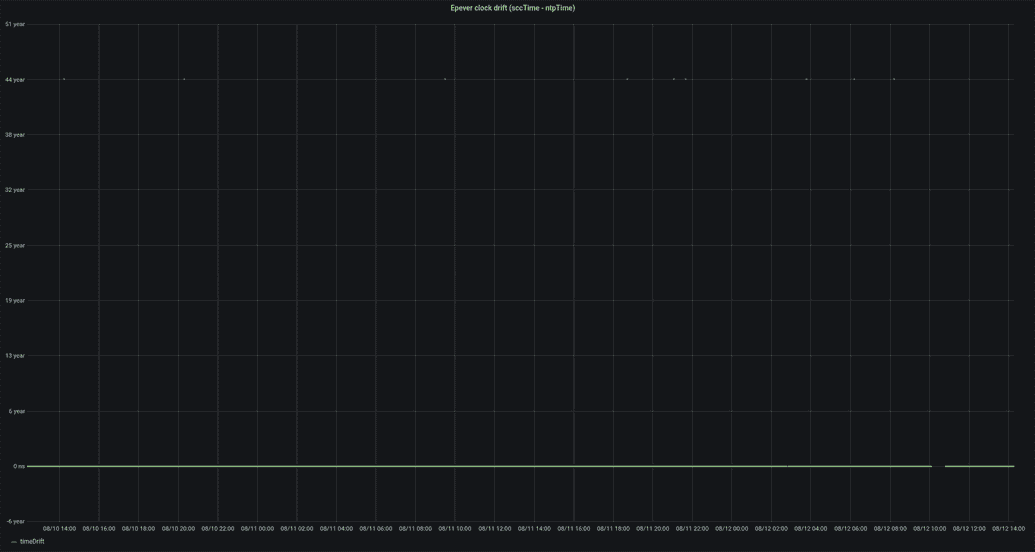 Epever clock drift (sccTime - ntpTime)
51 year
44 year
38 year
32 year
25 year
19 year
13 year
6 year
0 ns
-6 year
08/10 14:00 08/10 16:00 08/10 18:00 08/10 20:00 08/10 22:00 08/11 00:00 08/11 02:00 08/11 04:00 08/11 06:00 08/11 08:00 08/11 10:00 08/11 12:00 08/11 14:00 08/11 16:00 08/11 18:00 08/11 20:00 08/11 22:00 08/12 00:00 08/12 02:00 08/12 04:00 08/12 06:00 08/12 08:00 08/12 10:00 08/12 12:00 08/12 14:00
timeDrift